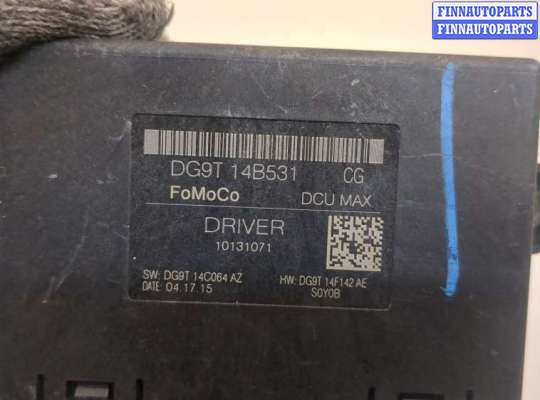 FINNAUTOPARTS
FINNAUTOPARTS
DG9T 14B531 CG
FoMoCo DCU MAX
DRIVER
10131071
SW: DG9T 14C064 AZ HW: DG9T 14F142 AE
DATE: 04.17.15 S0Y0B